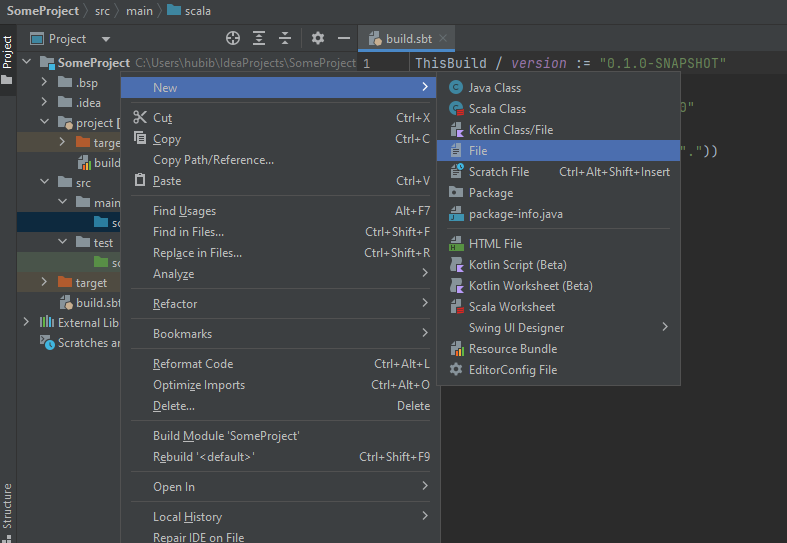 SomeProject src main scala
Project
Project
build.sbt
SomeProject C:\Users\hubib\IdeaProjects\SomeProject
1 ThisBuild / version := "0.1.0-SNAPSHOT"
.bsp
.idea
project [
targe
build
src
main
sc
test
sc
target
build.sbt
External Lib
Scratches an
New
Cut Ctrl+X
Copy Ctrl+C
Copy Path/Reference...
Paste Ctrl+V
Find Usages Alt+F7
Find in Files... Ctrl+Shift+F
Replace in Files... Ctrl+Shift+R
Analyze
Refactor
Bookmarks
Reformat Code Ctrl+Alt+L
Optimize Imports Ctrl+Alt+O
Delete... Delete
Build Module 'SomeProject'
Rebuild '<default>' Ctrl+Shift+F9
Open In
Local History
Repair IDE on File
Java Class
Scala Class
Kotlin Class/File
File
Scratch File Ctrl+Alt+Shift+Insert
Package
package-info.java
HTML File
Kotlin Script (Beta)
Kotlin Worksheet (Beta)
Scala Worksheet
Swing UI Designer
Resource Bundle
EditorConfig File
0"
"."))
Structure